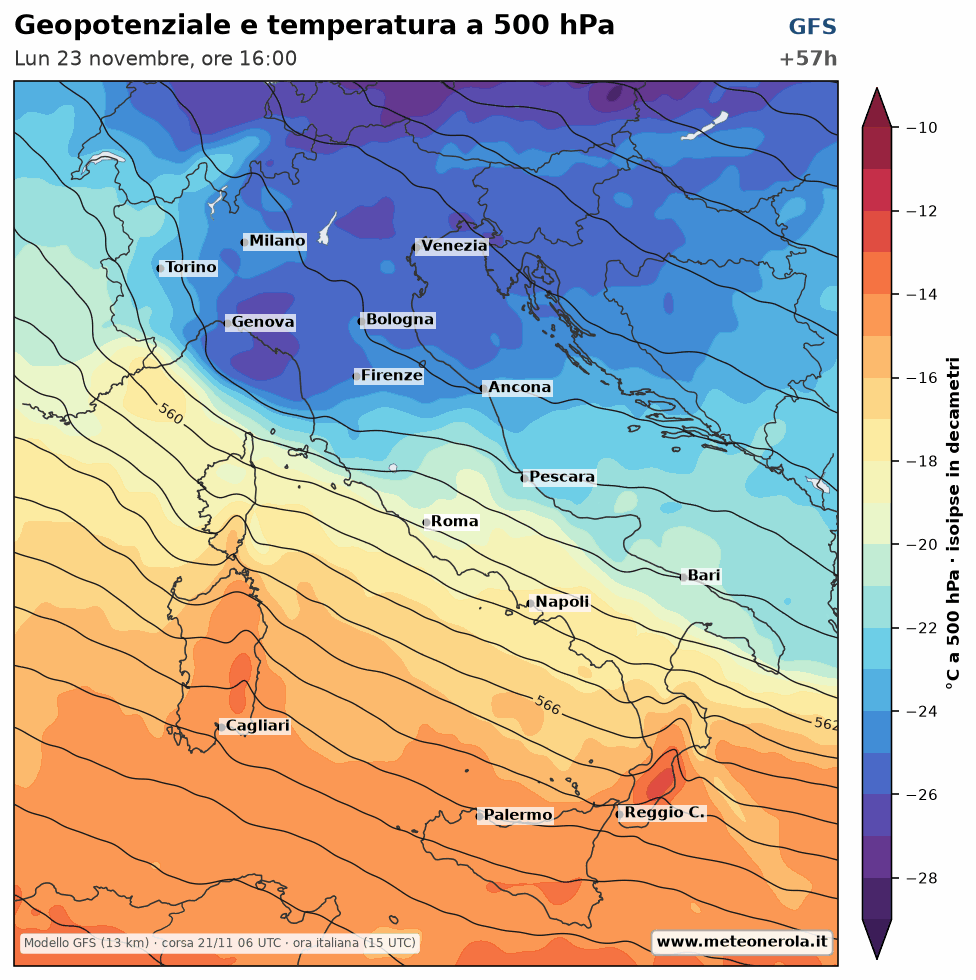 Geopotenziale e temperatura a 500 hPa
GFS
Lun 23 novembre, ore 16:00
+57h
−10
−12
−14
−16
−18
−20
−22
−24
−26
−28
°C a 500 hPa · isoipse in decametri
Milano
Venezia
Torino
Genova
Bologna
Firenze
Ancona
560
Pescara
Roma
Bari
Napoli
566
562
Cagliari
Palermo
Reggio C.
Modello GFS (13 km) · corsa 21/11 06 UTC · ora italiana (15 UTC)
www.meteonerola.it